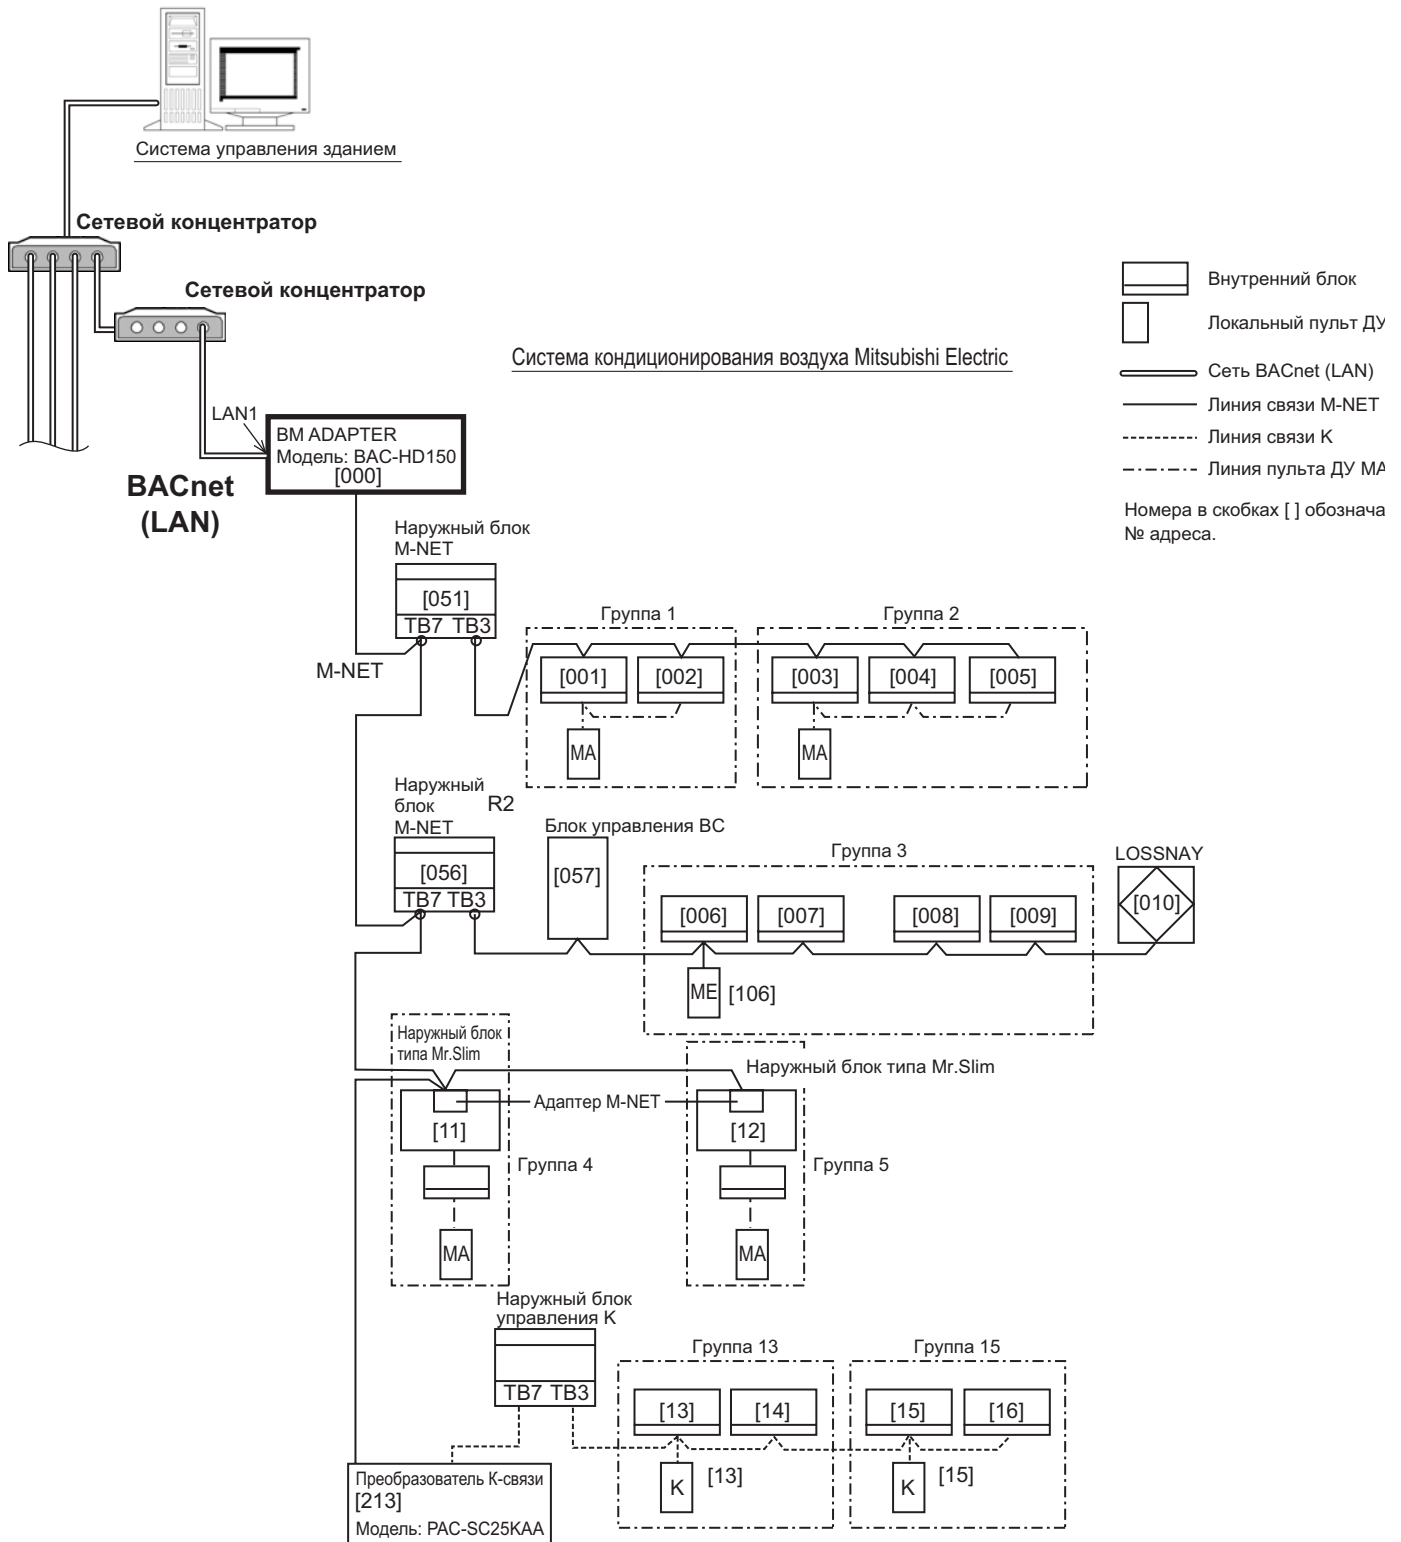 Система управления зданием
Сетевой концентратор
Сетевой концентратор
Внутренний блок
Локальный пульт ДУ
Система кондиционирования воздуха Mitsubishi Electric
Сеть BACnet (LAN)
Линия связи M-NET
Линия связи K
Линия пульта ДУ MA
Номера в скобках [ ] обознача
№ адреса.
LAN1
BM ADAPTER
Модель: BAC-HD150
[000]
BACnet
(LAN)
Наружный блок
M-NET
[051]
TB7 TB3
M-NET
Группа 1
[001]
[002]
MA
Группа 2
[003]
[004]
[005]
MA
Наружный
блок
M-NET
R2
[056]
TB7 TB3
Блок управления BC
[057]
Группа 3
[006]
[007]
[008]
[009]
ME
[106]
LOSSNAY
[010]
Наружный блок
типа Mr.Slim
Наружный блок типа Mr.Slim
Адаптер M-NET
[11]
[12]
Группа 4
Группа 5
MA
MA
Наружный блок
управления K
TB7 TB3
Группа 13
[13]
[14]
K
[13]
Группа 15
[15]
[16]
K
[15]
Преобразователь К-связи
[213]
Модель: PAC-SC25KAA